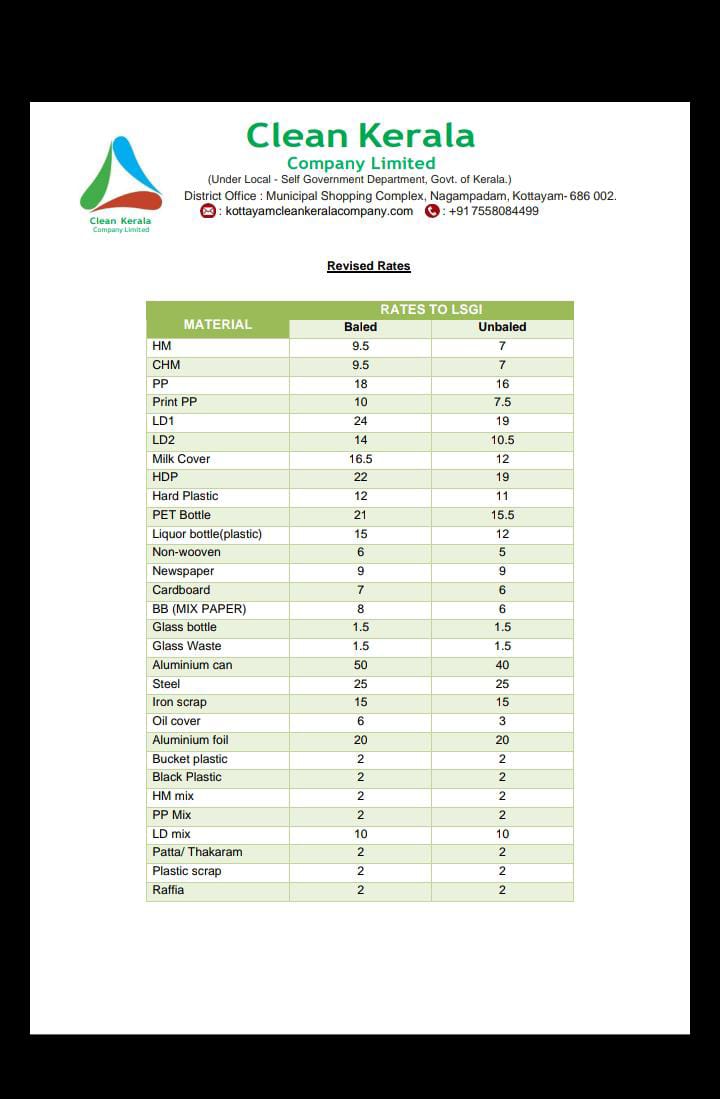 Clean Kerala
Company Limited
(Under Local - Self Government Department, Govt. of Kerala.)
District Office : Municipal Shopping Complex, Nagampadam, Kottayam- 686 002.
: kottayamcleankeralacompany.com : +91 7558084499
Clean Kerala
Company Limited
Revised Rates
MATERIAL RATES TO LSGI
Baled Unbaled
HM 9.5 7
CHM 9.5 7
PP 18 16
Print PP 10 7.5
LD1 24 19
LD2 14 10.5
Milk Cover 16.5 12
HDP 22 19
Hard Plastic 12 11
PET Bottle 21 15.5
Liquor bottle(plastic) 15 12
Non-wooven 6 5
Newspaper 9 9
Cardboard 7 6
BB (MIX PAPER) 8 6
Glass bottle 1.5 1.5
Glass Waste 1.5 1.5
Aluminium can 50 40
Steel 25 25
Iron scrap 15 15
Oil cover 6 3
Aluminium foil 20 20
Bucket plastic 2 2
Black Plastic 2 2
HM mix 2 2
PP Mix 2 2
LD mix 10 10
Patta/ Thakaram 2 2
Plastic scrap 2 2
Raffia 2 2